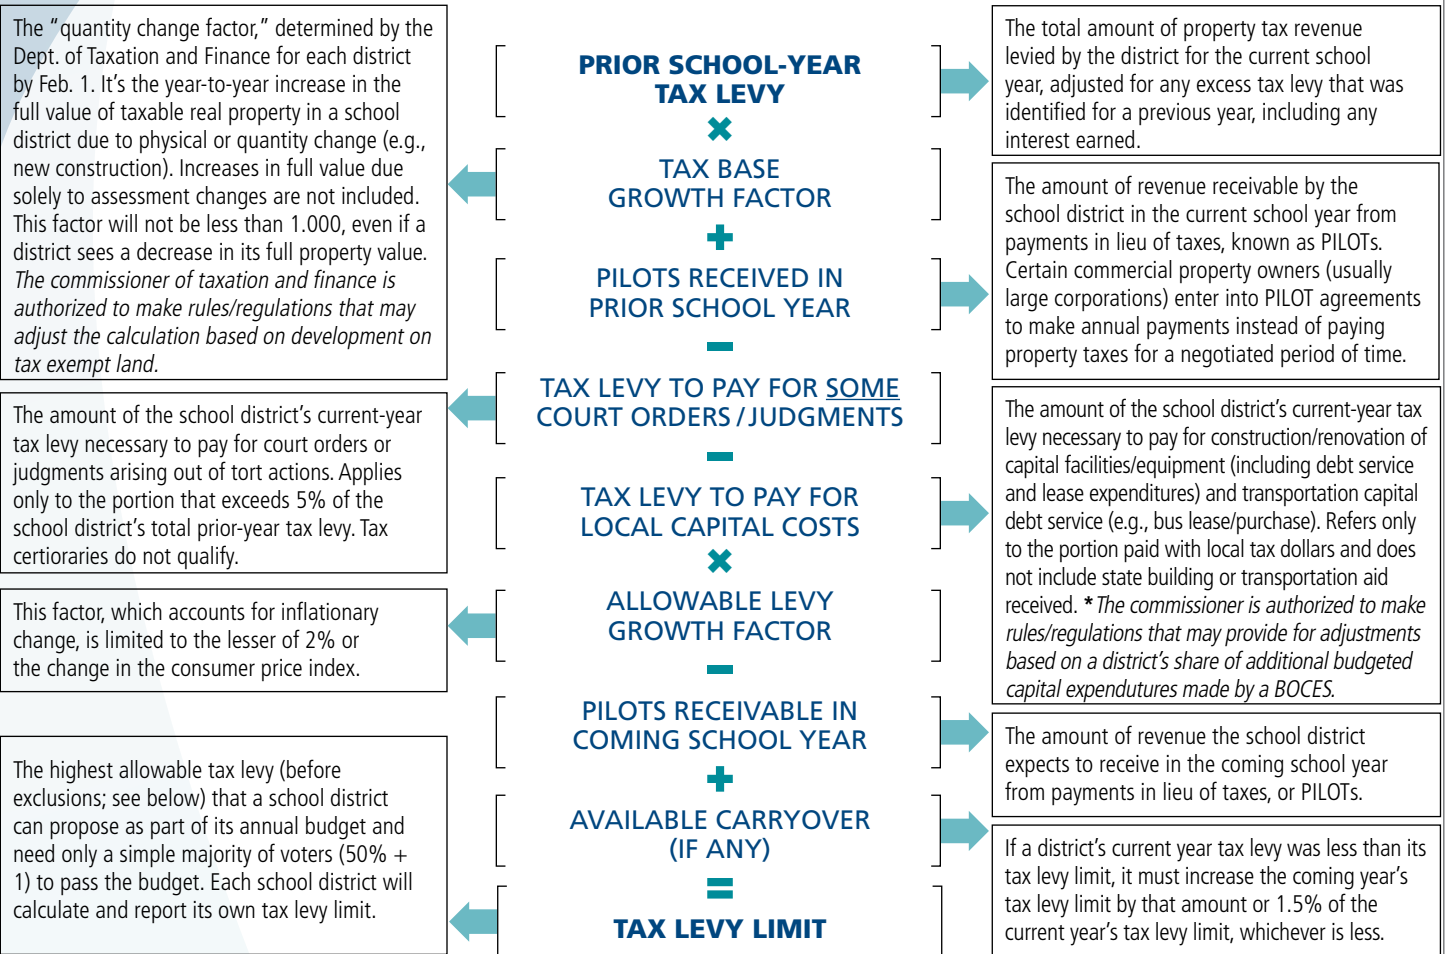 The “quantity change factor,” determined by the
Dept. of Taxation and Finance for each district
by Feb. 1. It’s the year-to-year increase in the
full value of taxable real property in a school
district due to physical or quantity change (e.g.,
new construction). Increases in full value due
solely to assessment changes are not included.
This factor will not be less than 1.000, even if a
district sees a decrease in its full property value.
The commissioner of taxation and finance is
authorized to make rules/regulations that may
adjust the calculation based on development on
tax exempt land.
The amount of the school district’s current-year
tax levy necessary to pay for court orders or
judgments arising out of tort actions. Applies
only to the portion that exceeds 5% of the
school district’s total prior-year tax levy. Tax
certioraries do not qualify.
This factor, which accounts for inflationary
change, is limited to the lesser of 2% or
the change in the consumer price index.
The highest allowable tax levy (before
exclusions; see below) that a school district
can propose as part of its annual budget and
need only a simple majority of voters (50% +
1) to pass the budget. Each school district will
calculate and report its own tax levy limit.
PRIOR SCHOOL-YEAR
TAX LEVY
×
TAX BASE
GROWTH FACTOR
+
PILOTS RECEIVED IN
PRIOR SCHOOL YEAR
–
TAX LEVY TO PAY FOR SOME
COURT ORDERS / JUDGMENTS
–
TAX LEVY TO PAY FOR
LOCAL CAPITAL COSTS
×
ALLOWABLE LEVY
GROWTH FACTOR
–
PILOTS RECEIVABLE IN
COMING SCHOOL YEAR
+
AVAILABLE CARRYOVER
(IF ANY)
=
TAX LEVY LIMIT
The total amount of property tax revenue
levied by the district for the current school
year, adjusted for any excess tax levy that was
identified for a previous year, including any
interest earned.
The amount of revenue receivable by the
school district in the current school year from
payments in lieu of taxes, known as PILOTs.
Certain commercial property owners (usually
large corporations) enter into PILOT agreements
to make annual payments instead of paying
property taxes for a negotiated period of time.
The amount of the school district’s current-year tax
levy necessary to pay for construction/renovation of
capital facilities/equipment (including debt service
and lease expenditures) and transportation capital
debt service (e.g., bus lease/purchase). Refers only
to the portion paid with local tax dollars and does
not include state building or transportation aid
received. *The commissioner is authorized to make
rules/regulations that may provide for adjustments
based on a district’s share of additional budgeted
capital expendutures made by a BOCES.
The amount of revenue the school district
expects to receive in the coming school year
from payments in lieu of taxes, or PILOTs.
If a district’s current year tax levy was less than its
tax levy limit, it must increase the coming year’s
tax levy limit by that amount or 1.5% of the
current year’s tax levy limit, whichever is less.